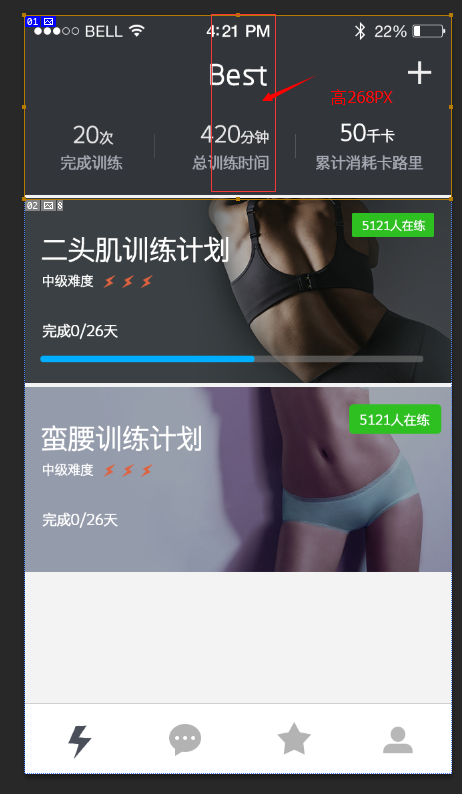 01
BELL 4:21 PM 22%
Best
高268PX
20次 420分钟 50千卡
完成训练 总训练时间 累计消耗卡路里
02 8
5121人在练
二头肌训练计划
中级难度
完成0/26天
5121人在练
蛮腰训练计划
中级难度
完成0/26天